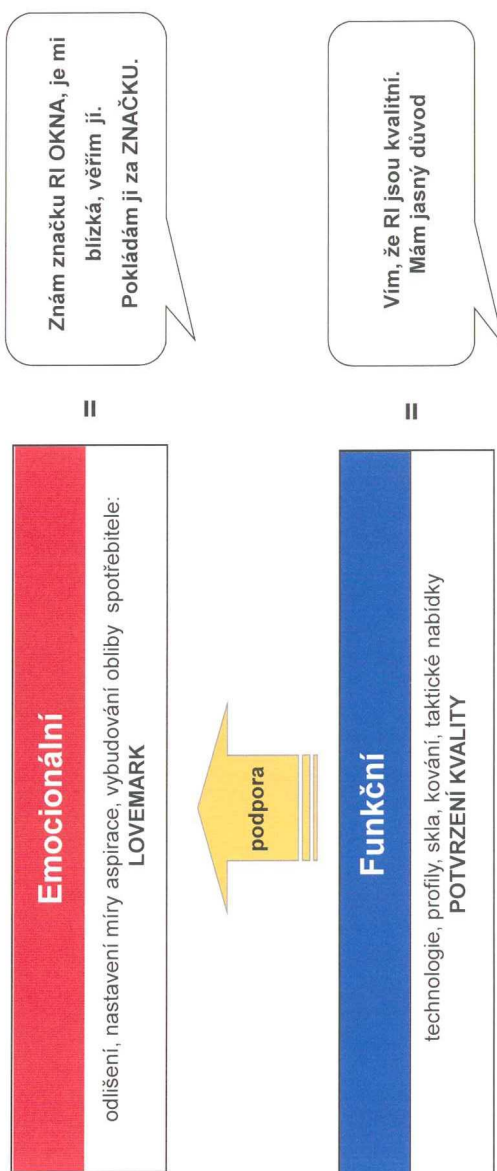 Emocionální
odlišení, nastavení míry aspirace, vybudování obliby spotřebitele:
LOVEMARK
=
Znám značku RI OKNA, je mi
blízká, věřím jí.
Pokládám ji za ZNAČKU.
podpora
Funkční
technologie, profily, skla, kování, taktické nabídky
POTVRZENÍ KVALITY
=
Vím, že RI jsou kvalitní.
Mám jasný důvod